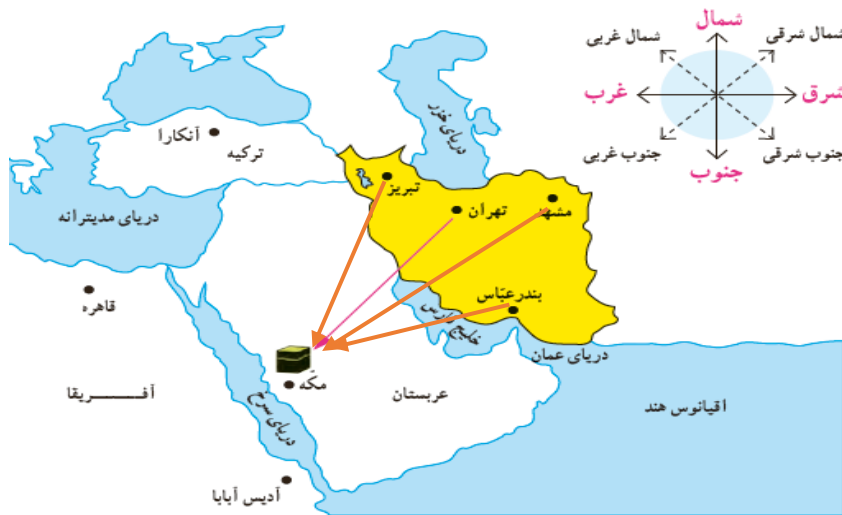 شمال
شمال شرقی
شمال غربی
شرق
غرب
جنوب شرقی
جنوب غربی
جنوب
آنکارا
ترکیه
دریای خزر
تبریز
تهران
مشهد
دریای مدیترانه
قاهره
بندرعبّاس
خلیج فارس
دریای عمان
مکّه
عربستان
آفـــریقا
دریای سرخ
اقیانوس هند
آدیس آبابا